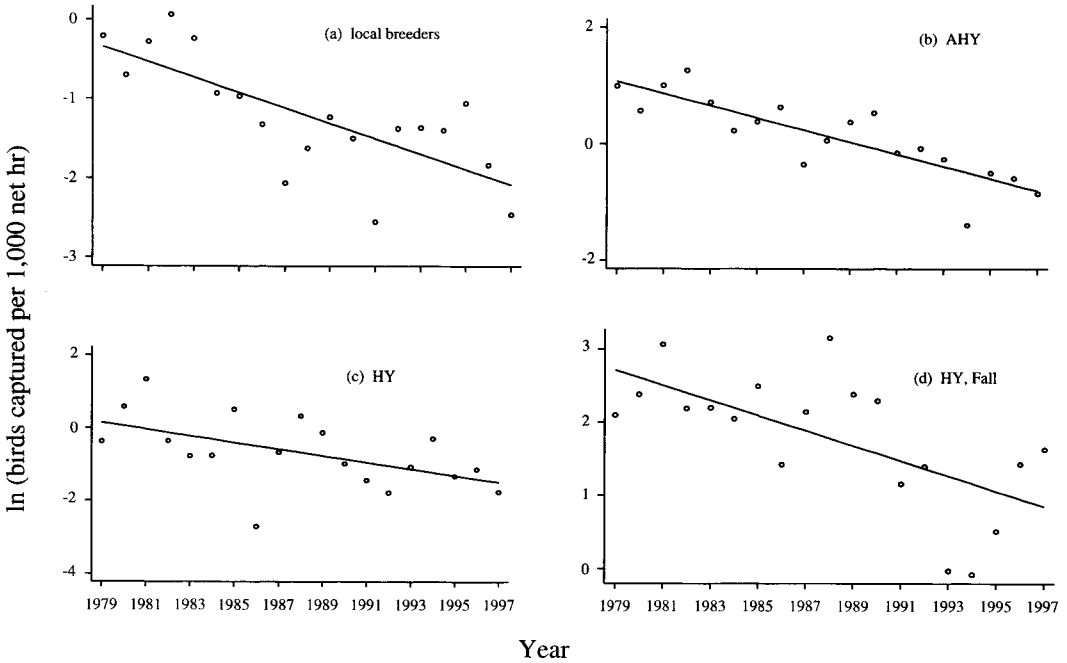 ln (birds captured per 1,000 net hr)
(a) local breeders
-0
-1
-2
-3
(b) AHY
2
0
-2
(c) HY
2
0
-2
-4
1979 1981 1983 1985 1987 1989 1991 1993 1995 1997
(d) HY, Fall
3
2
1
0
1979 1981 1983 1985 1987 1989 1991 1993 1995 1997
Year